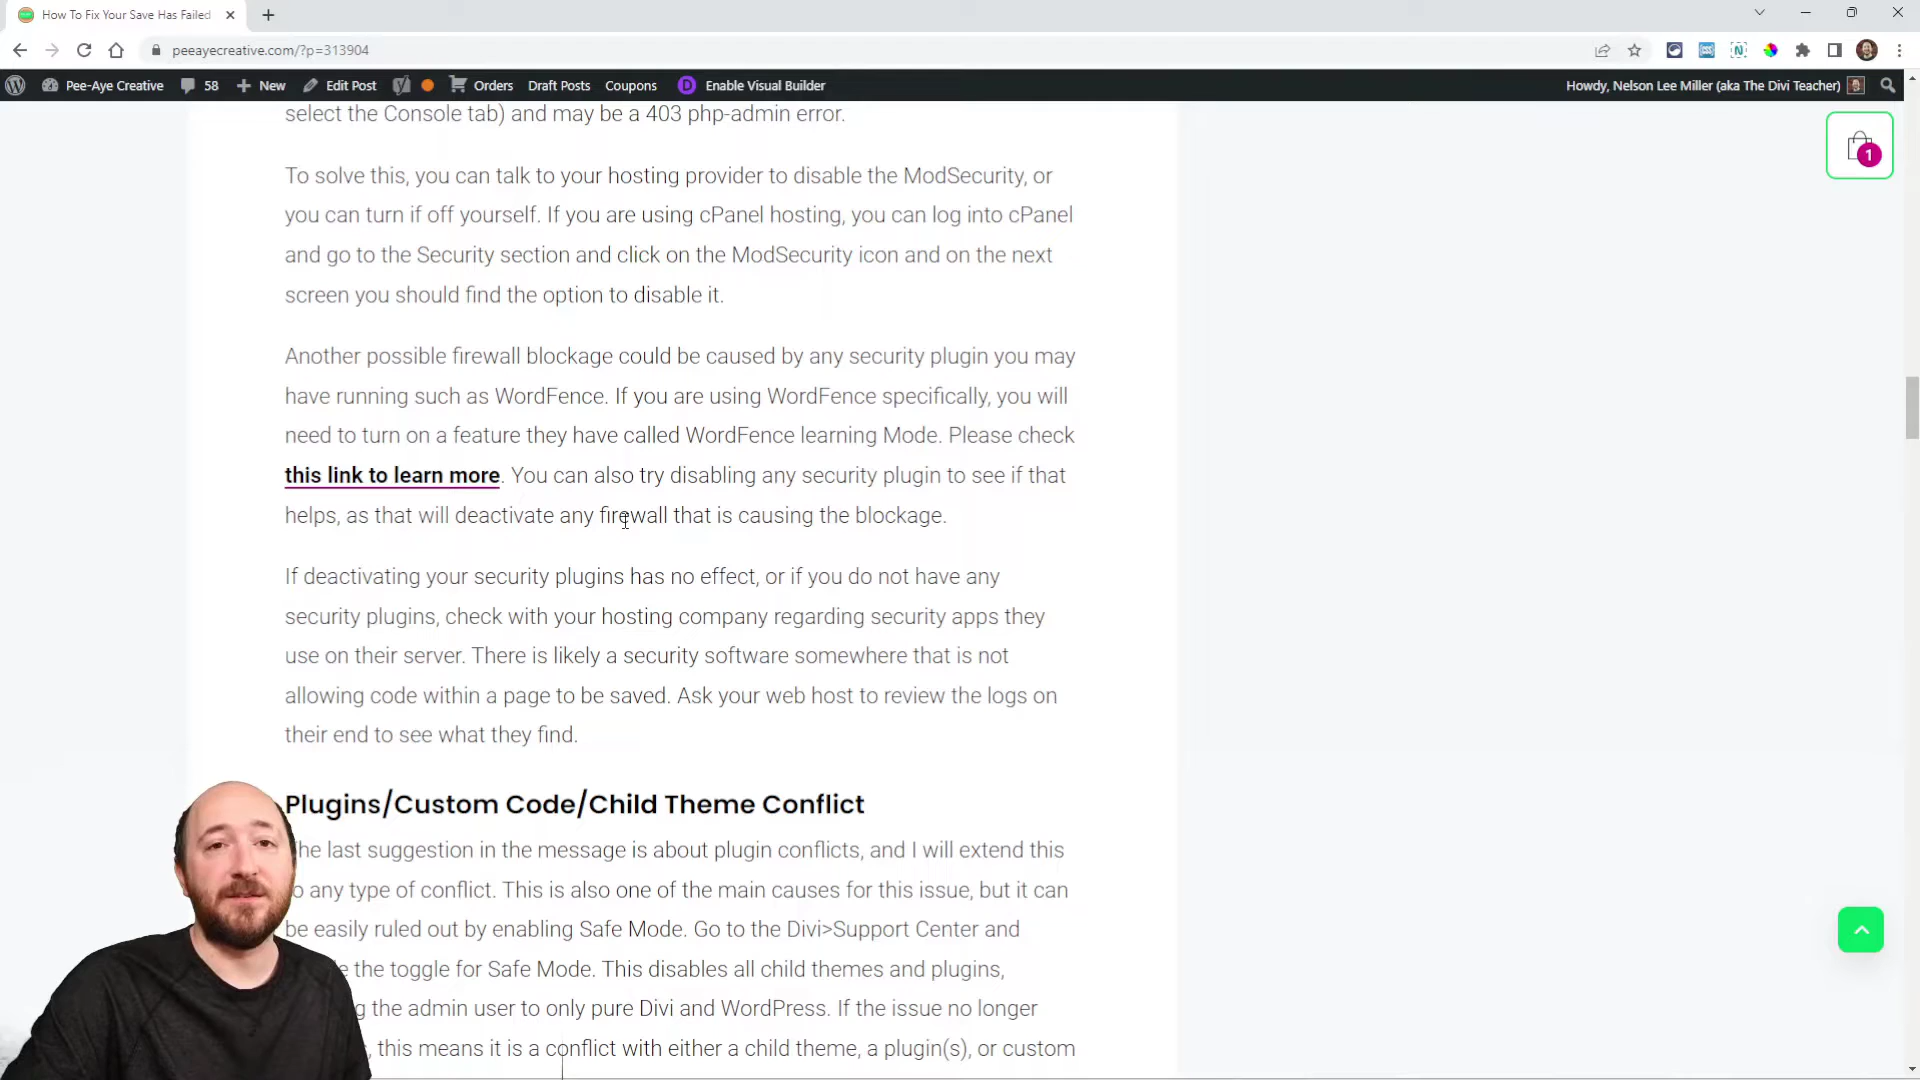 How To Fix Your Save Has Failed
peeayecreative.com/?p=313904
Pee-Aye Creative 58 New Edit Post Orders Draft Posts Coupons D Enable Visual Builder Howdy, Nelson Lee Miller (aka The Divi Teacher)
1
select the Console tab) and may be a 403 php-admin error.
To solve this, you can talk to your hosting provider to disable the ModSecurity, or
you can turn if off yourself. If you are using cPanel hosting, you can log into cPanel
and go to the Security section and click on the ModSecurity icon and on the next
screen you should find the option to disable it.
Another possible firewall blockage could be caused by any security plugin you may
have running such as WordFence. If you are using WordFence specifically, you will
need to turn on a feature they have called WordFence learning Mode. Please check
this link to learn more. You can also try disabling any security plugin to see if that
helps, as that will deactivate any firewall that is causing the blockage.
If deactivating your security plugins has no effect, or if you do not have any
security plugins, check with your hosting company regarding security apps they
use on their server. There is likely a security software somewhere that is not
allowing code within a page to be saved. Ask your web host to review the logs on
their end to see what they find.
Plugins/Custom Code/Child Theme Conflict
The last suggestion in the message is about plugin conflicts, and I will extend this
any type of conflict. This is also one of the main causes for this issue, but it can
be easily ruled out by enabling Safe Mode. Go to the Divi>Support Center and
the toggle for Safe Mode. This disables all child themes and plugins,
the admin user to only pure Divi and WordPress. If the issue no longer
, this means it is a conflict with either a child theme, a plugin(s), or custom